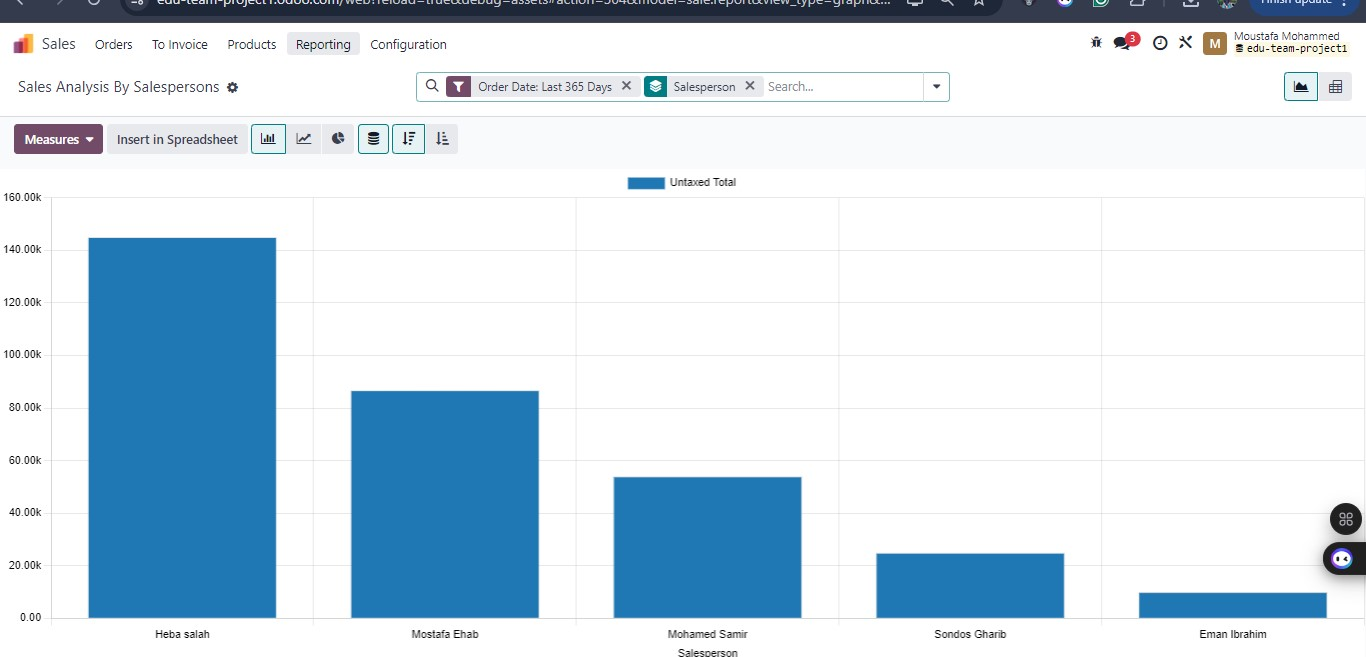 Sales Orders To Invoice Products Reporting Configuration
3
M
Moustafa Mohammed
edu-team-project1
Sales Analysis By Salespersons
Order Date: Last 365 Days
Salesperson
Search...
Measures
Insert in Spreadsheet
Untaxed Total
160.00k
140.00k
120.00k
100.00k
80.00k
60.00k
40.00k
20.00k
0.00
Heba salah
Mostafa Ehab
Mohamed Samir
Sondos Gharib
Eman Ibrahim
Salesperson